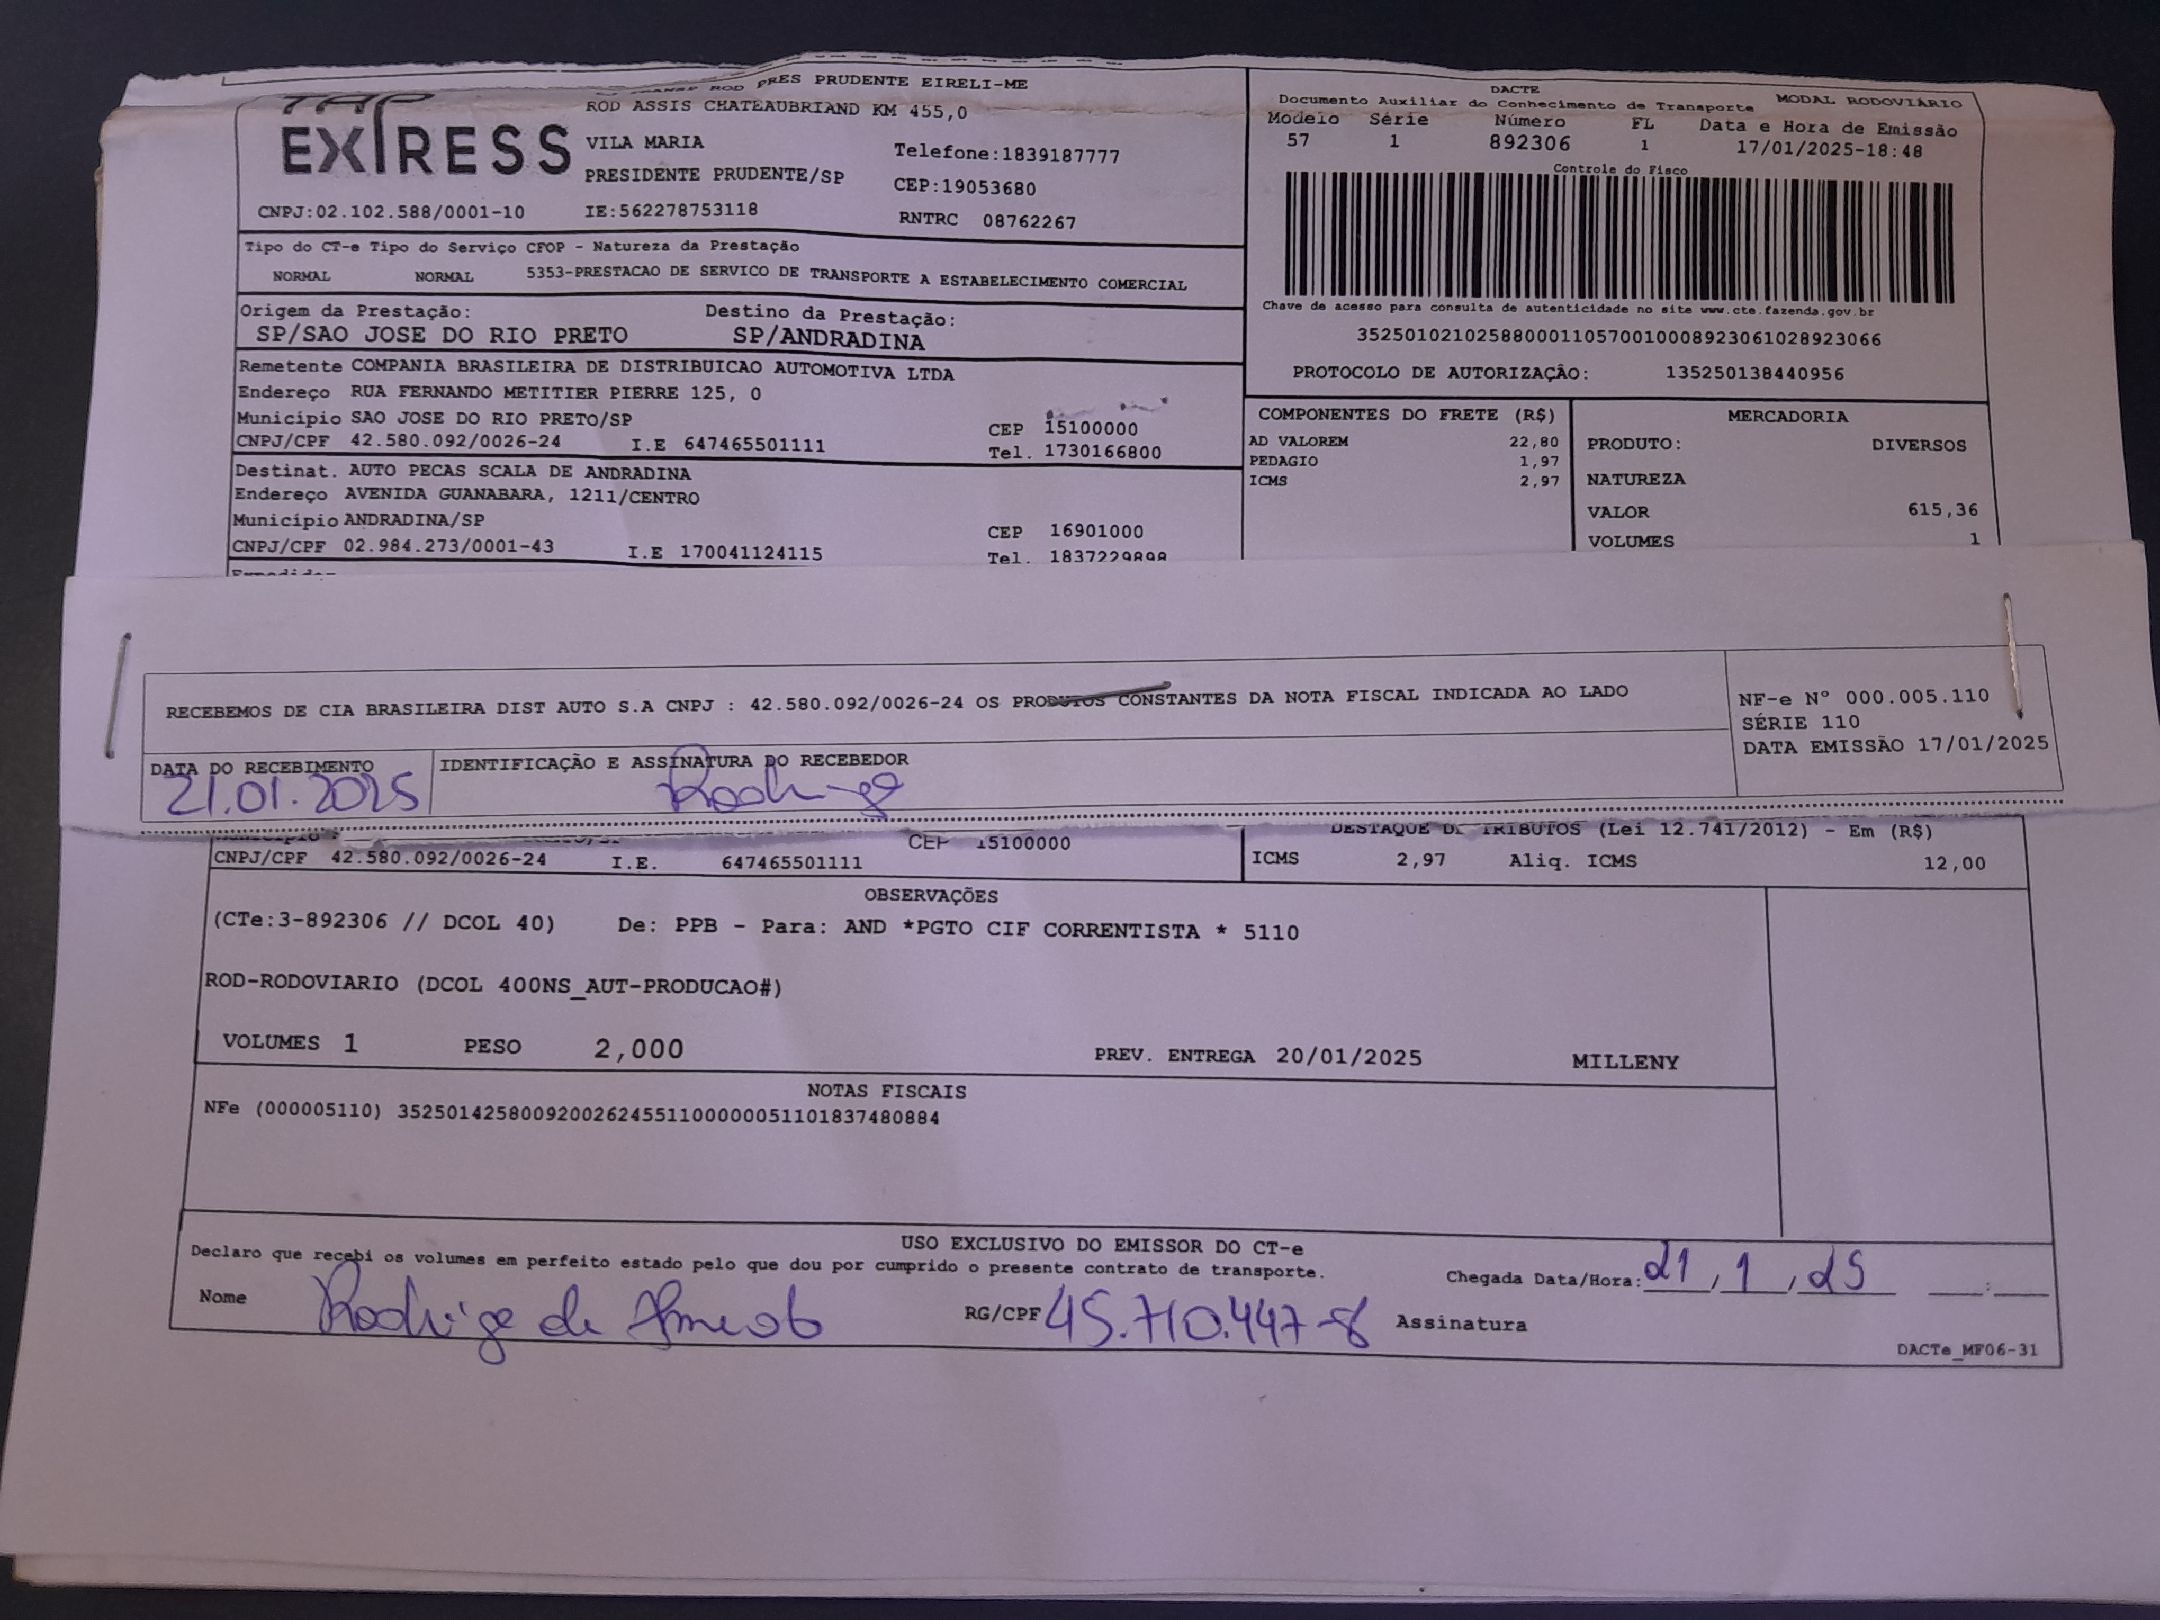 PRES PRUDENTE EIRELI-ME
TAP EXPRESS
ROD ASSIS CHATEAUBRIAND KM 455,0
VILA MARIA Telefone:1839187777
PRESIDENTE PRUDENTE/SP CEP:19053680
CNPJ:02.102.588/0001-10 IE:562278753118 RNTRC 08762267
DACTE
Documento Auxiliar do Conhecimento de Transporte MODAL RODOVIÁRIO
Modelo Série Número FL Data e Hora de Emissão
57 1 892306 1 17/01/2025-18:48
Controle do Fisco
Chave de acesso para consulta de autenticidade no site www.cte.fazenda.gov.br
35250102102588000110570010008923061028923066
PROTOCOLO DE AUTORIZAÇÃO: 135250138440956
Tipo do CT-e Tipo do Serviço CFOP - Natureza da Prestação
NORMAL NORMAL 5353-PRESTACAO DE SERVICO DE TRANSPORTE A ESTABELECIMENTO COMERCIAL
Origem da Prestação: Destino da Prestação:
SP/SAO JOSE DO RIO PRETO SP/ANDRADINA
Remetente COMPANIA BRASILEIRA DE DISTRIBUICAO AUTOMOTIVA LTDA
Endereço RUA FERNANDO METITIER PIERRE 125, 0
Município SAO JOSE DO RIO PRETO/SP CEP 15100000
CNPJ/CPF 42.580.092/0026-24 I.E 647465501111 Tel. 1730166800
Destinat. AUTO PECAS SCALA DE ANDRADINA
Endereço AVENIDA GUANABARA, 1211/CENTRO
Município ANDRADINA/SP CEP 16901000
CNPJ/CPF 02.984.273/0001-43 I.E 170041124115 Tel. 1837229898
COMPONENTES DO FRETE (R$)
AD VALOREM 22,80
PEDAGIO 1,97
ICMS 2,97
MERCADORIA
PRODUTO: DIVERSOS
NATUREZA
VALOR 615,36
VOLUMES 1
RECEBEMOS DE CIA BRASILEIRA DIST AUTO S.A CNPJ : 42.580.092/0026-24 OS PRODUTOS CONSTANTES DA NOTA FISCAL INDICADA AO LADO
NF-e Nº 000.005.110
SÉRIE 110
DATA EMISSÃO 17/01/2025
DATA DO RECEBIMENTO IDENTIFICAÇÃO E ASSINATURA DO RECEBEDOR
21.01.2025 Rodrigo
Município CEP 15100000
CNPJ/CPF 42.580.092/0026-24 I.E. 647465501111
DESTAQUE DE TRIBUTOS (Lei 12.741/2012) - Em (R$)
ICMS 2,97 Aliq. ICMS 12,00
OBSERVAÇÕES
(CTe:3-892306 // DCOL 40) De: PPB - Para: AND *PGTO CIF CORRENTISTA * 5110
ROD-RODOVIARIO (DCOL 400NS_AUT-PRODUCAO#)
VOLUMES 1 PESO 2,000 PREV. ENTREGA 20/01/2025 MILLENY
NOTAS FISCAIS
NFe (000005110) 35250142580092002624551100000051101837480884
USO EXCLUSIVO DO EMISSOR DO CT-e
Declaro que recebi os volumes em perfeito estado pelo que dou por cumprido o presente contrato de transporte.
Chegada Data/Hora: 21 / 1 / 25 :
Nome Rodrigo de RG/CPF 45.710.447-8 Assinatura
DACTe_MF06-31